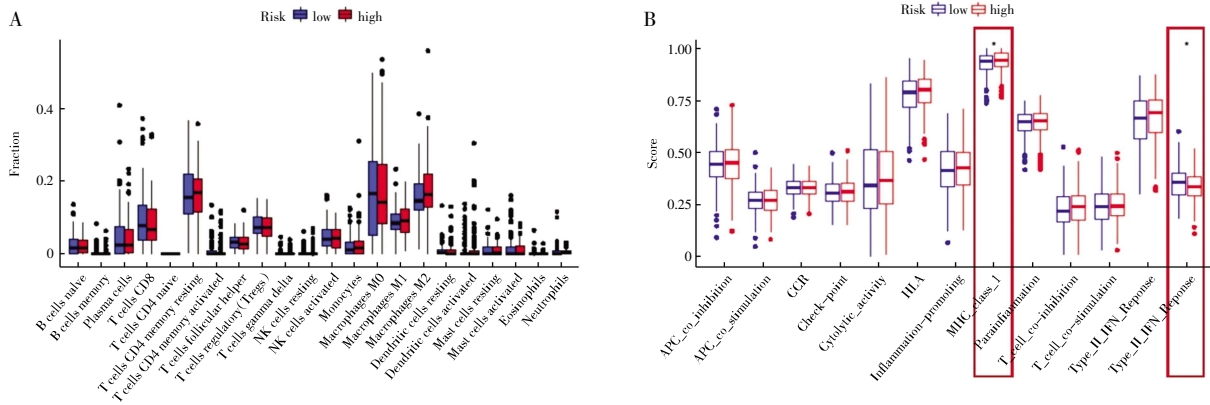 A
Risk low high
Fraction
0.4
0.2
0
B cells naive
B cells memory
Plasma cells
T cells CD8
T cells CD4 naive
T cells CD4 memory resting
T cells CD4 memory activated
T cells follicular helper
T cells regulatory(Tregs)
T cells gamma delta
NK cells resting
NK cells activated
Monocytes
Macrophages M0
Macrophages M1
Macrophages M2
Dendritic cells resting
Dendritic cells activated
Mast cells resting
Mast cells activated
Eosinophils
Neutrophils
B
Risk low high
Score
1.00
0.75
0.50
0.25
0
* *
APC_co_inhibition
APC_co_stimulation
CCR
Check-point
Cytolytic_activity
HLA
Inflammation-promoting
MHC_class_1
Parainflammation
T_cell_co-inhibition
T_cell_co-stimulation
Type_II_IFN_Reponse
Type_II_IFN_Reponse